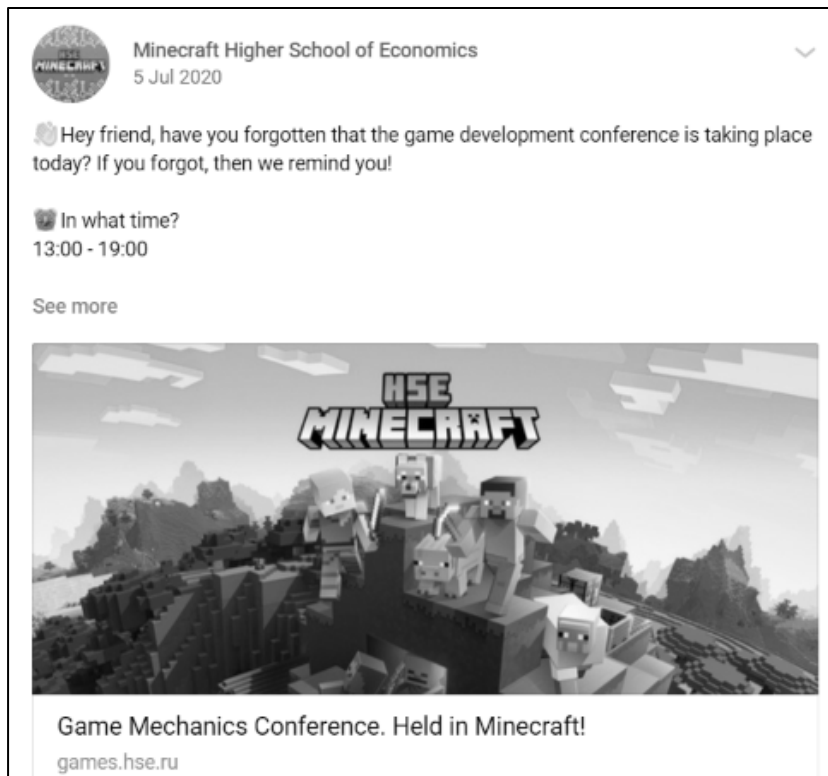 HSE
MINECRAFT
Minecraft Higher School of Economics
5 Jul 2020
Hey friend, have you forgotten that the game development conference is taking place
today? If you forgot, then we remind you!
In what time?
13:00 - 19:00
See more
HSE
MINECRAFT
Game Mechanics Conference. Held in Minecraft!
games.hse.ru